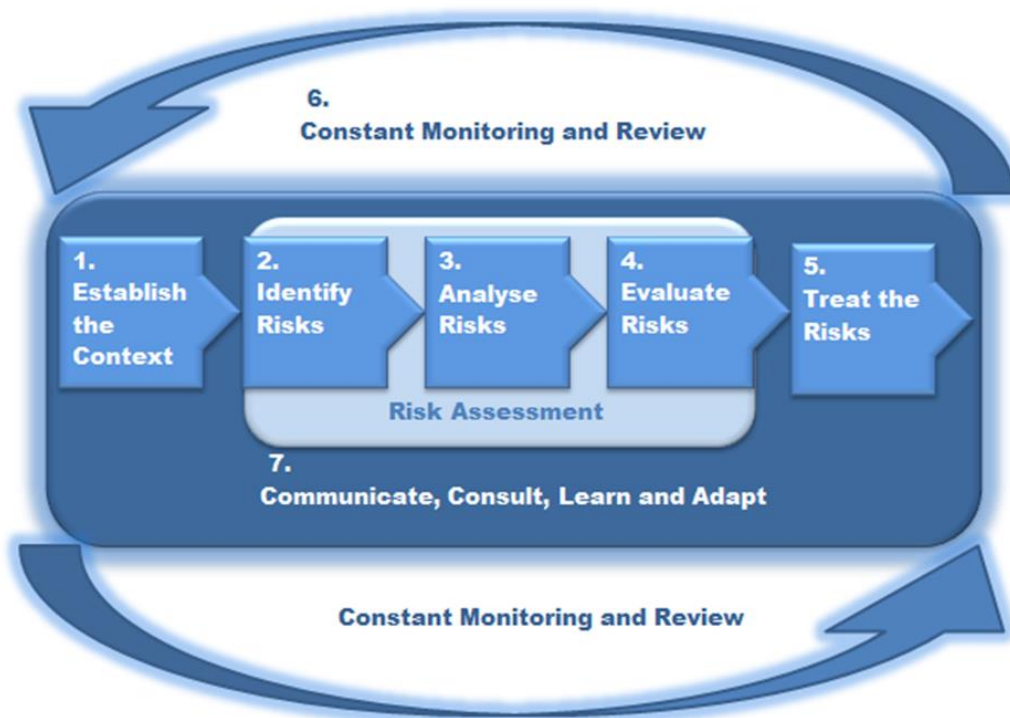 6.
Constant Monitoring and Review
1.
Establish
the
Context
2.
Identify
Risks
3.
Analyse
Risks
4.
Evaluate
Risks
5.
Treat the
Risks
Risk Assessment
7.
Communicate, Consult, Learn and Adapt
Constant Monitoring and Review